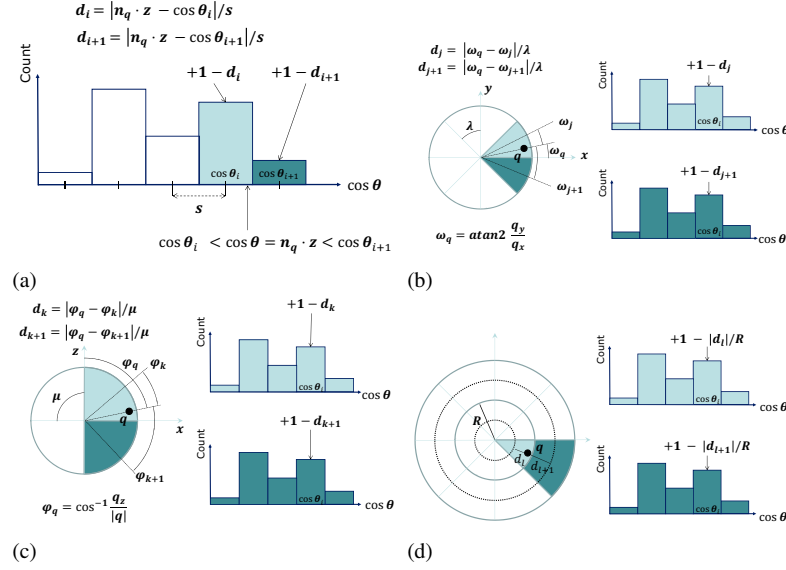 d_i = |n_q · z − cos θ_i|/s
d_{i+1} = |n_q · z − cos θ_{i+1}|/s
Count
+1 − d_i
+1 − d_{i+1}
cos θ_i
cos θ_{i+1}
cos θ
s
cos θ_i < cos θ = n_q · z < cos θ_{i+1}
(a)
d_j = |ω_q − ω_j|/λ
d_{j+1} = |ω_q − ω_{j+1}|/λ
y
λ
ω_j
q
ω_q
x
ω_{j+1}
ω_q = atan2 q_y/q_x
Count
+1 − d_j
cos θ_i
cos θ
Count
+1 − d_{j+1}
cos θ_i
cos θ
(b)
d_k = |φ_q − φ_k|/μ
d_{k+1} = |φ_q − φ_{k+1}|/μ
z
φ_q
φ_k
μ
q
x
φ_{k+1}
φ_q = cos⁻¹ q_z/|q|
Count
+1 − d_k
cos θ_i
cos θ
Count
+1 − d_{k+1}
cos θ_i
cos θ
(c)
R
q
d_l
d_{l+1}
Count
+1 − |d_l|/R
cos θ_i
cos θ
Count
+1 − |d_{l+1}|/R
cos θ_i
cos θ
(d)